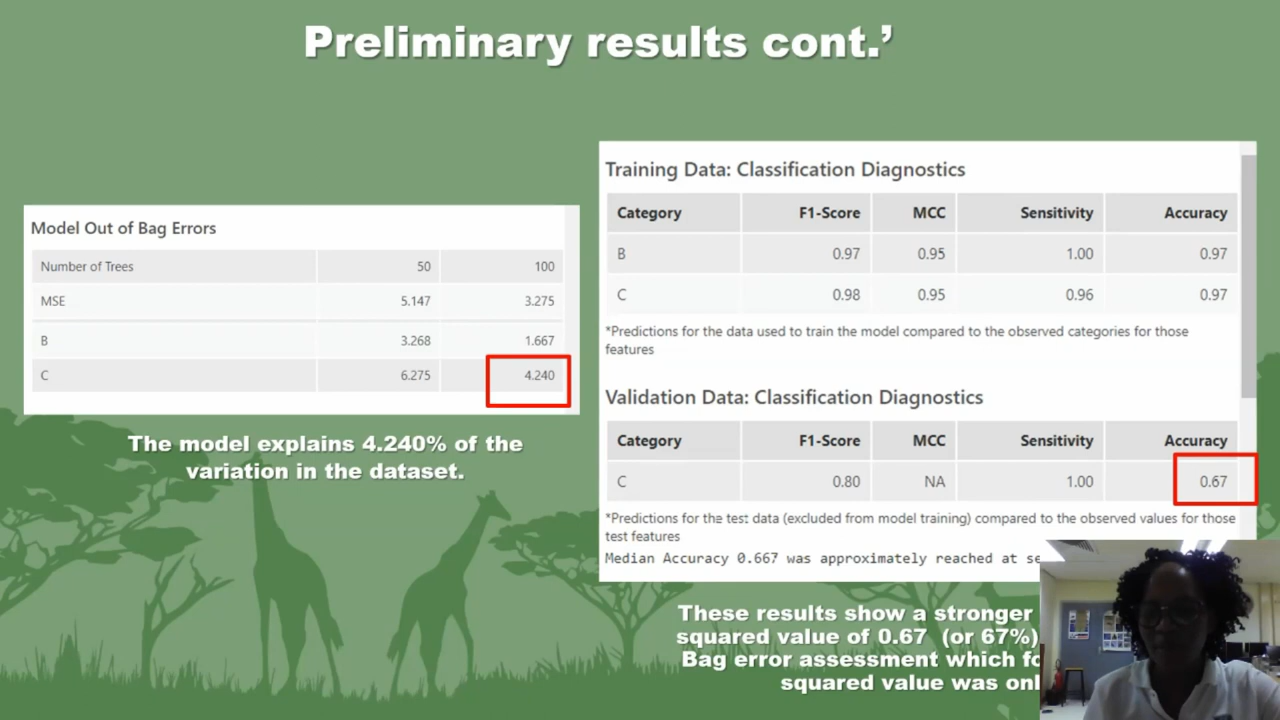 Preliminary results cont.’
Model Out of Bag Errors
Number of Trees 50 100
MSE 5.147 3.275
B 3.268 1.667
C 6.275 4.240
The model explains 4.240% of the
variation in the dataset.
Training Data: Classification Diagnostics
Category F1-Score MCC Sensitivity Accuracy
B 0.97 0.95 1.00 0.97
C 0.98 0.95 0.96 0.97
*Predictions for the data used to train the model compared to the observed categories for those
features
Validation Data: Classification Diagnostics
Category F1-Score MCC Sensitivity Accuracy
C 0.80 NA 1.00 0.67
*Predictions for the test data (excluded from model training) compared to the observed values for those
test features
Median Accuracy 0.667 was approximately reached at
These results show a stronger
squared value of 0.67 (or 67%)
Bag error assessment which
squared value was